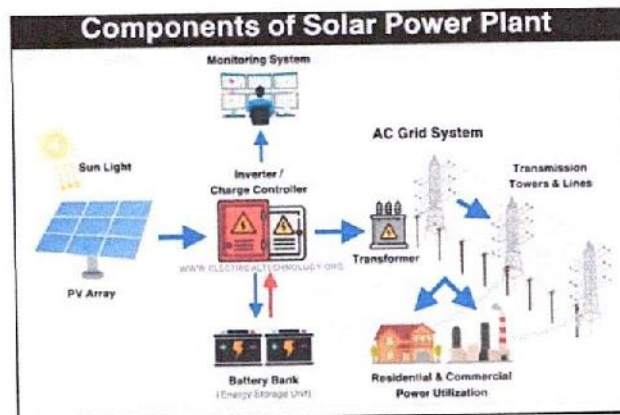 Components of Solar Power Plant
Monitoring System
AC Grid System
Sun Light
Transmission
Towers & Lines
Inverter /
Charge Controller
WWW.ELECTRICALTECHNOLOGY.ORG
Transformer
PV Array
Battery Bank
(Energy Storage Unit)
Residential & Commercial
Power Utilization